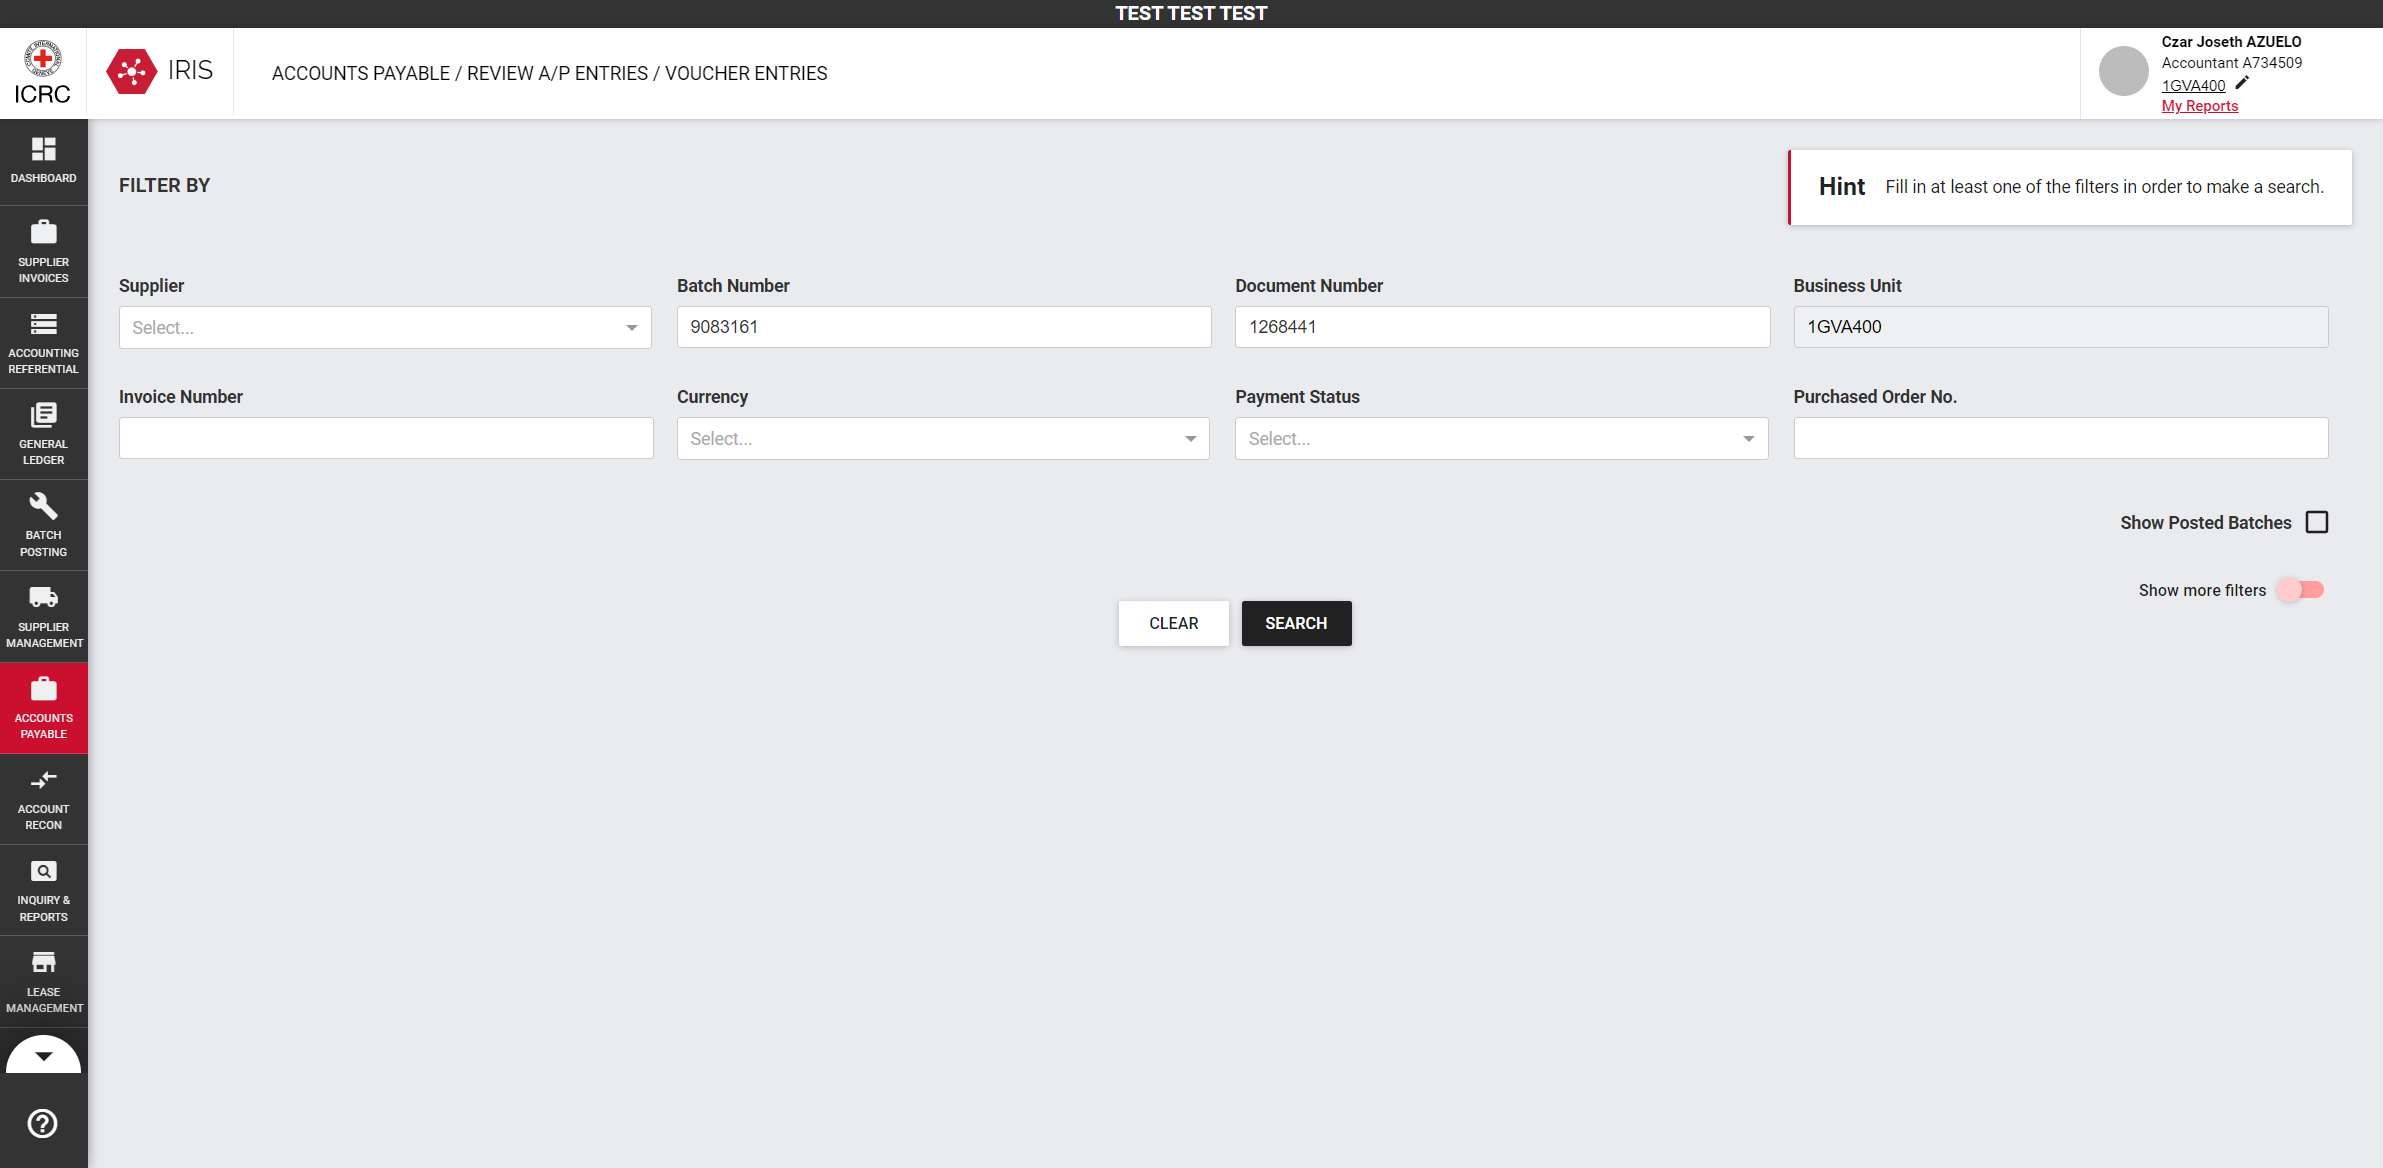 TEST TEST TEST
ICRC
IRIS
ACCOUNTS PAYABLE / REVIEW A/P ENTRIES / VOUCHER ENTRIES
Czar Joseth AZUELO
Accountant A734509
1GVA400
My Reports
DASHBOARD
SUPPLIER
INVOICES
ACCOUNTING
REFERENTIAL
GENERAL
LEDGER
BATCH
POSTING
SUPPLIER
MANAGEMENT
ACCOUNTS
PAYABLE
ACCOUNT
RECON
INQUIRY &
REPORTS
LEASE
MANAGEMENT
FILTER BY
Hint Fill in at least one of the filters in order to make a search.
Supplier Batch Number Document Number Business Unit
Select... 9083161 1268441 1GVA400
Invoice Number Currency Payment Status Purchased Order No.
Select... Select...
Show Posted Batches
Show more filters
CLEAR SEARCH